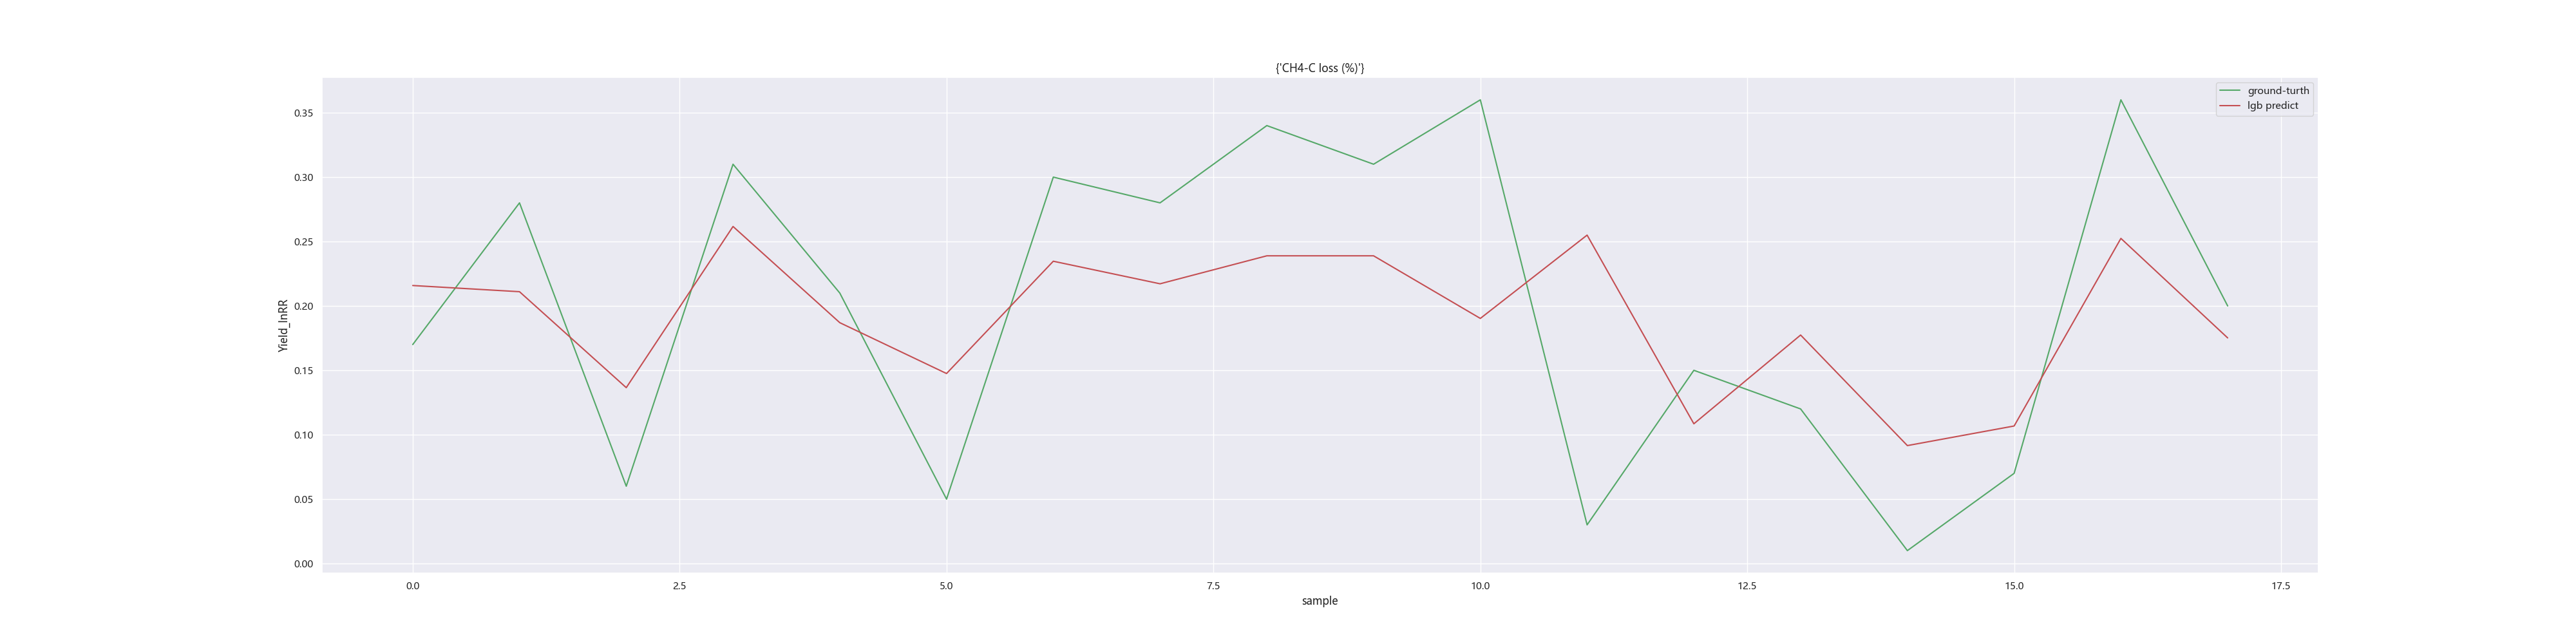 {'CH4-C loss (%)'}
ground-turth
lgb predict
0.35
0.30
0.25
0.20
0.15
0.10
0.05
0.00
Yield_lnRR
0.0 2.5 5.0 7.5 10.0 12.5 15.0 17.5
sample